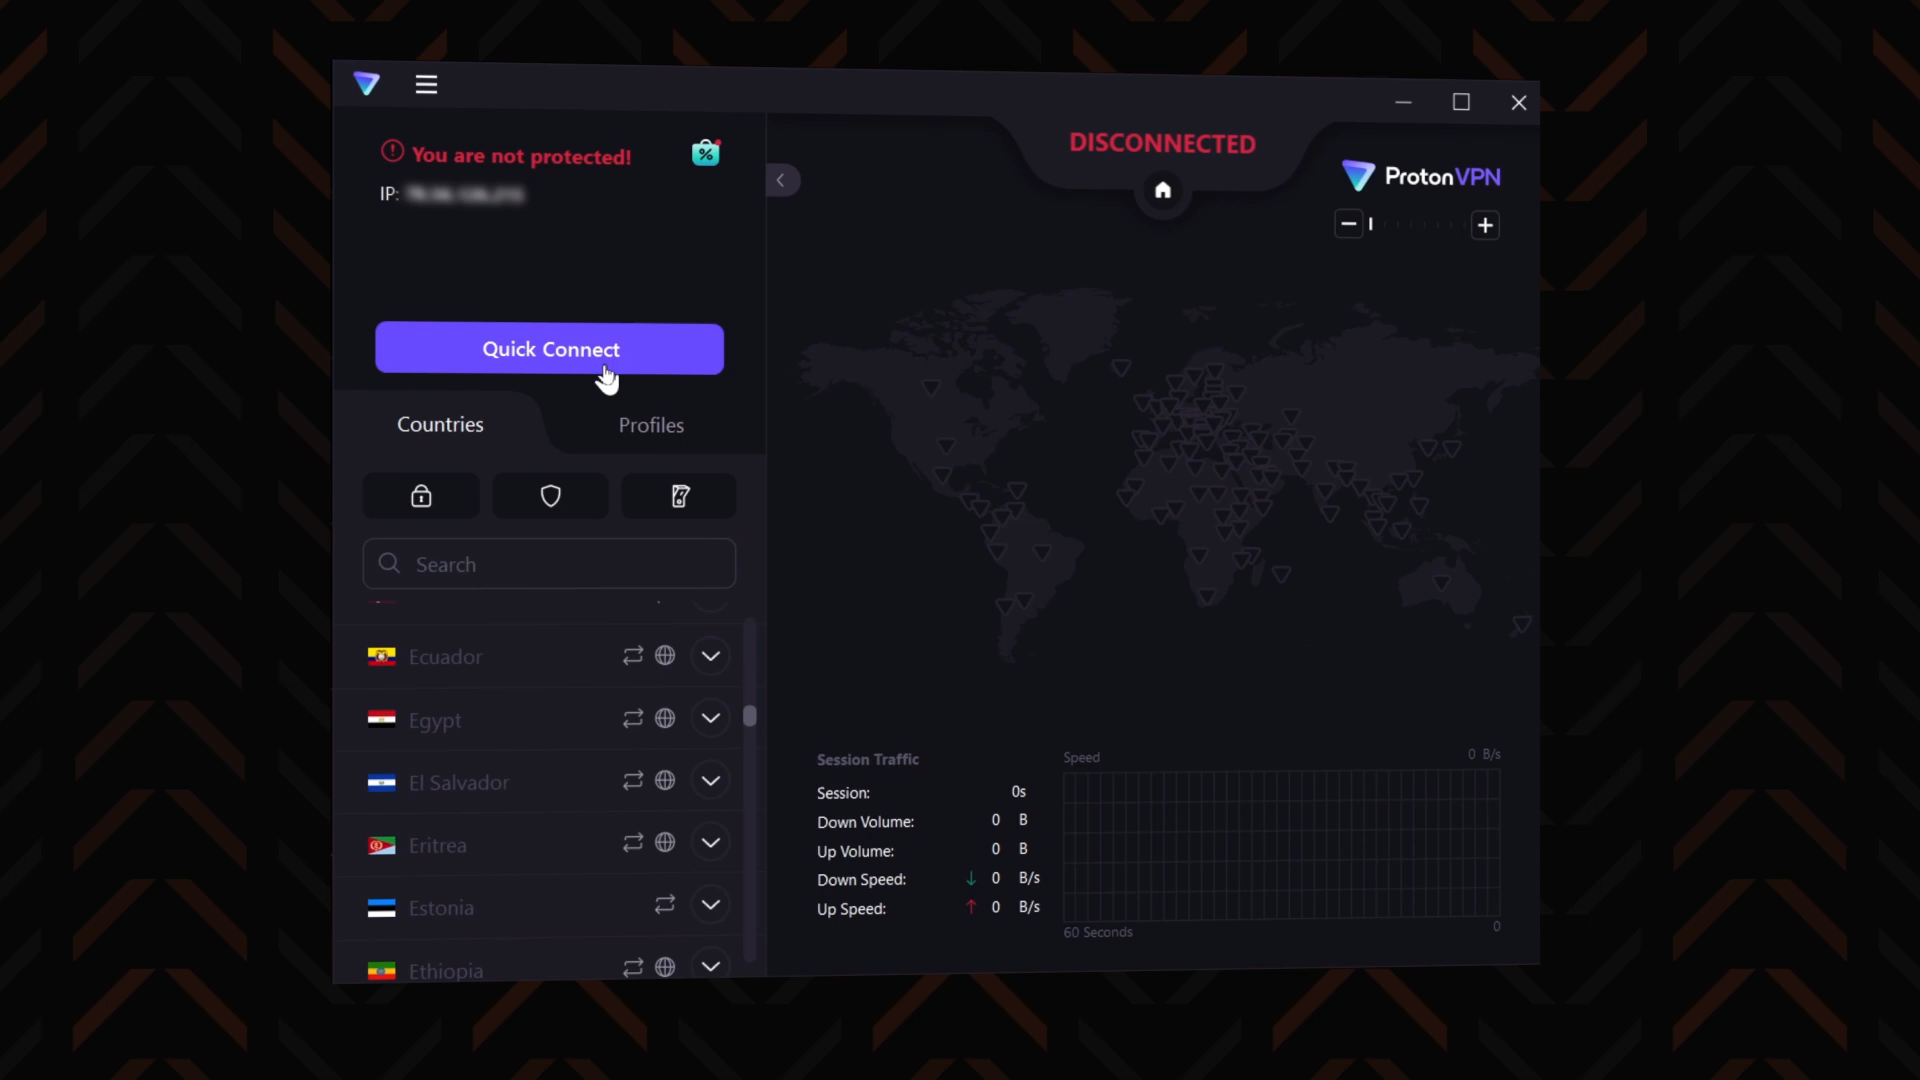 You are not protected!
IP:
DISCONNECTED
ProtonVPN
Quick Connect
Countries
Profiles
Search
Ecuador
Egypt
El Salvador
Eritrea
Estonia
Ethiopia
Session Traffic
Session: 0s
Down Volume: 0 B
Up Volume: 0 B
Down Speed: ↓ 0 B/s
Up Speed: ↑ 0 B/s
Speed
0 B/s
60 Seconds
0